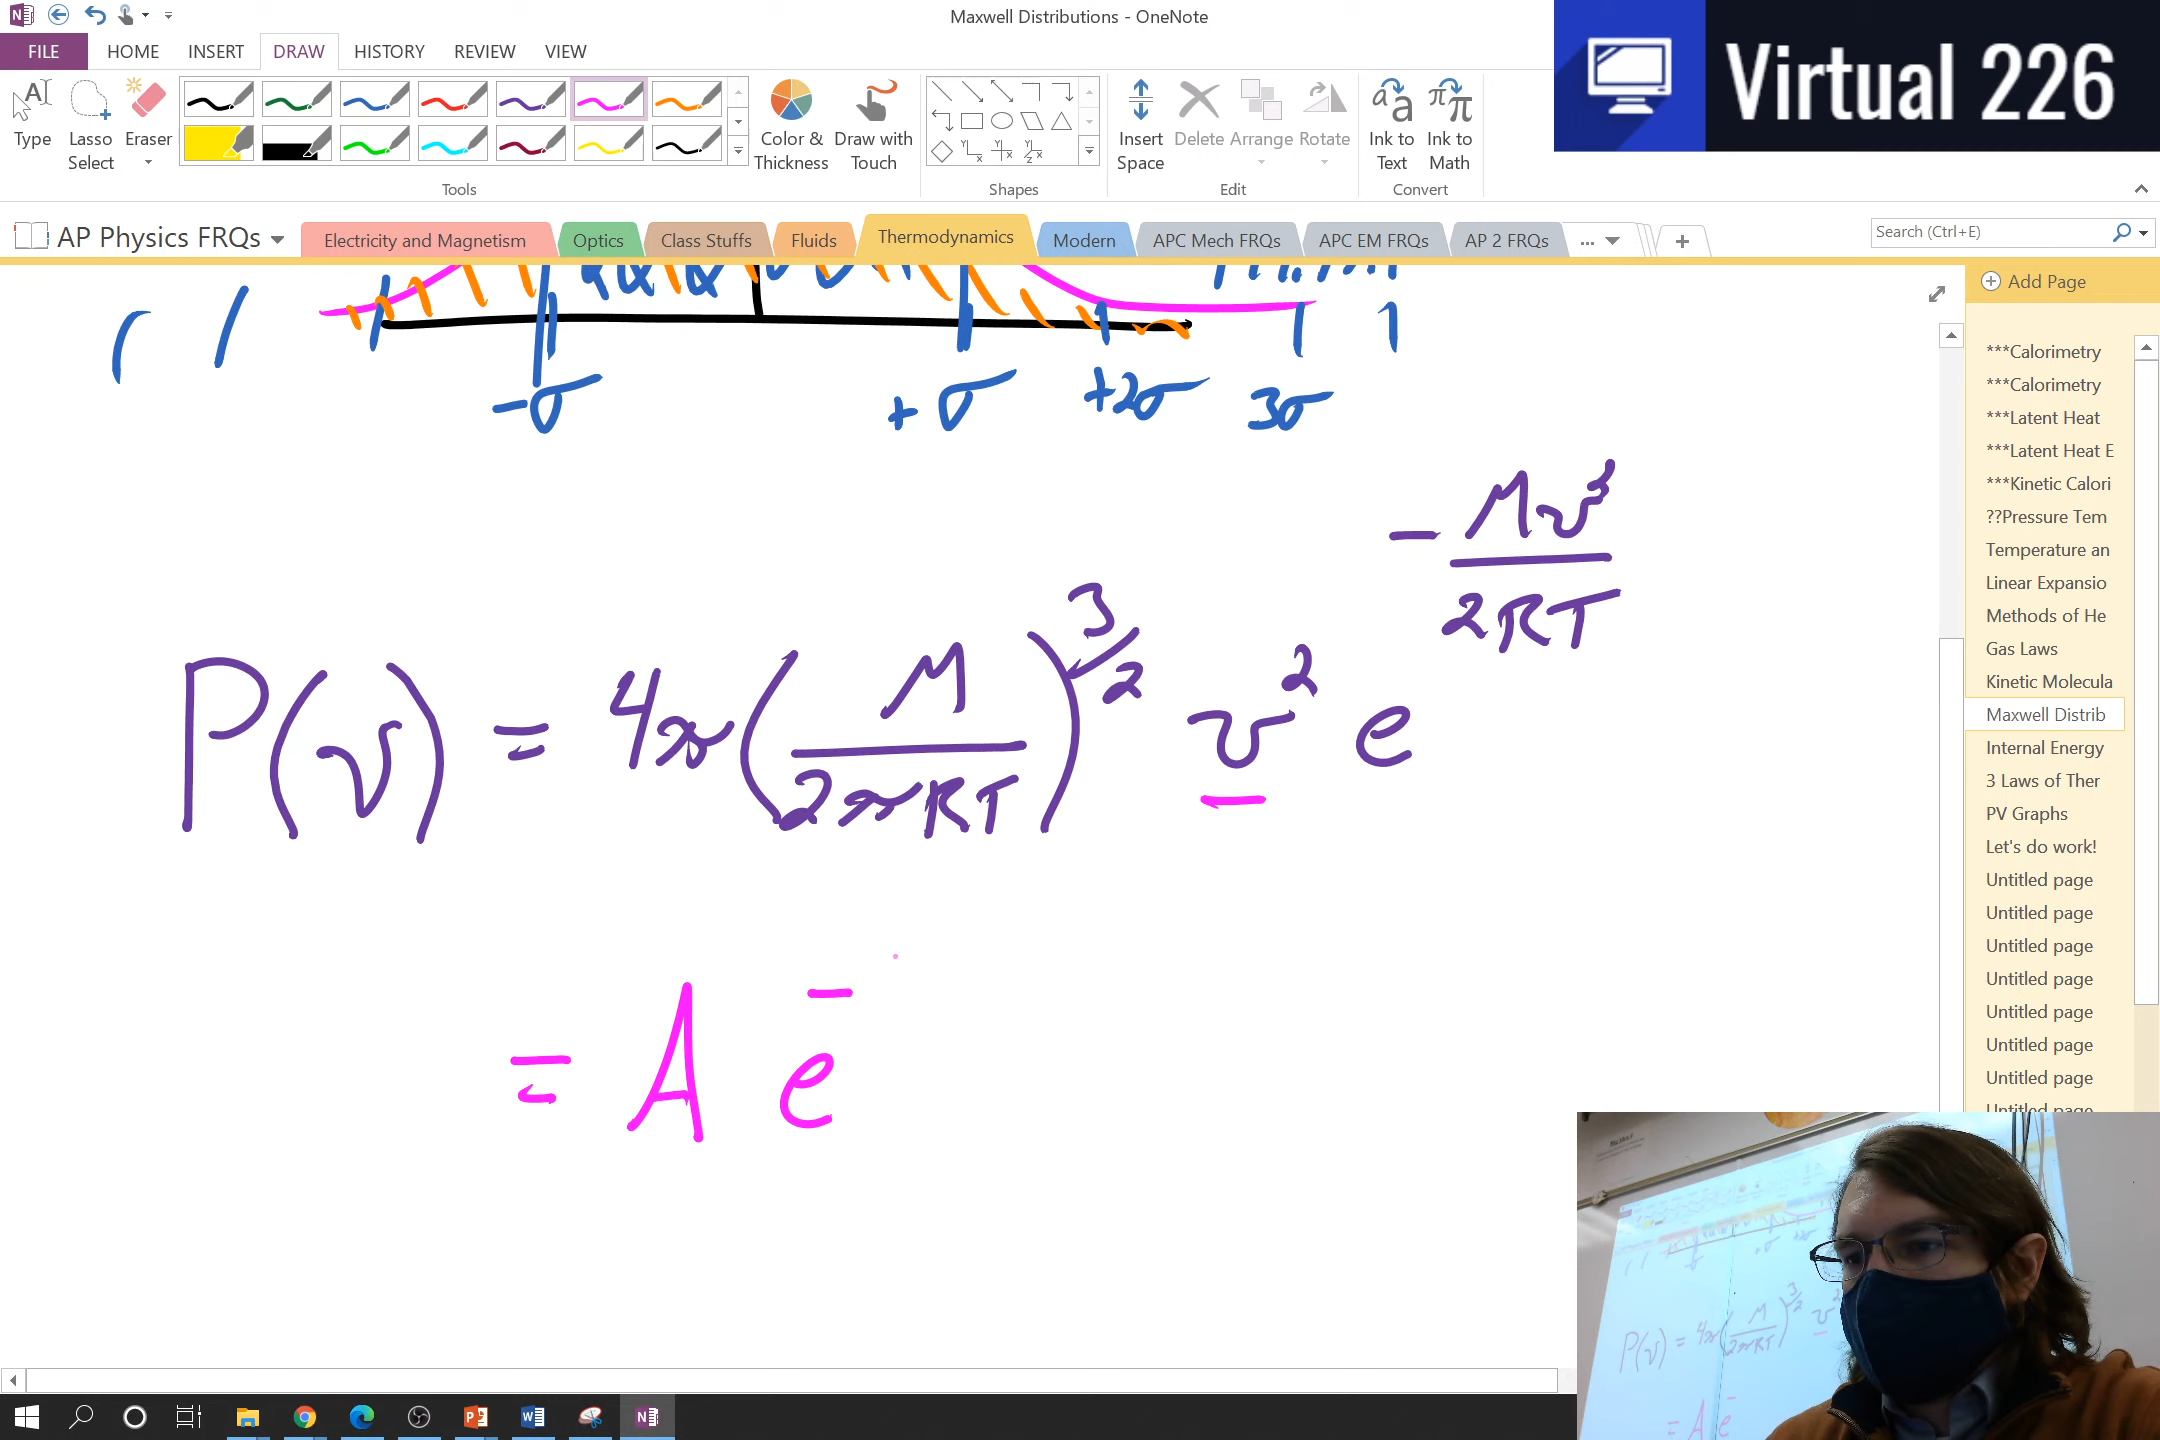 Maxwell Distributions - OneNote
Virtual 226
FILE HOME INSERT DRAW HISTORY REVIEW VIEW
Type
Lasso Select
Eraser
Color & Thickness
Draw with Touch
Insert Space
Delete
Arrange
Rotate
Ink to Text
Ink to Math
Tools
Shapes
Edit
Convert
AP Physics FRQs
Electricity and Magnetism
Optics
Class Stuffs
Fluids
Thermodynamics
Modern
APC Mech FRQs
APC EM FRQs
AP 2 FRQs
...
Search (Ctrl+E)
Add Page
***Calorimetry
***Calorimetry
***Latent Heat
***Latent Heat E
***Kinetic Calori
??Pressure Tem
Temperature an
Linear Expansio
Methods of He
Gas Laws
Kinetic Molecula
Maxwell Distrib
Internal Energy
3 Laws of Ther
PV Graphs
Let's do work!
Untitled page
Untitled page
Untitled page
Untitled page
Untitled page
Untitled page
Untitled page
Untitled page
-σ +σ +2σ 3σ
P(v) = 4π(M/2πRT)^3/2 v² e^-Mv²/2RT
= A e^-